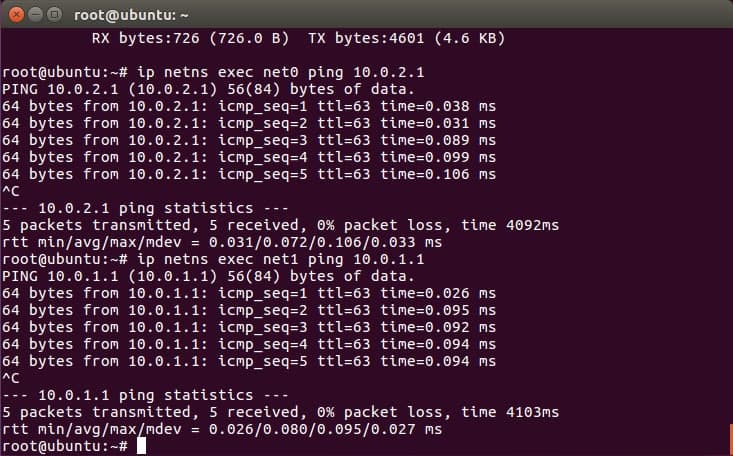 root@ubuntu: ~
RX bytes:726 (726.0 B)  TX bytes:4601 (4.6 KB)
root@ubuntu:~# ip netns exec net0 ping 10.0.2.1
PING 10.0.2.1 (10.0.2.1) 56(84) bytes of data.
64 bytes from 10.0.2.1: icmp_seq=1 ttl=63 time=0.038 ms
64 bytes from 10.0.2.1: icmp_seq=2 ttl=63 time=0.031 ms
64 bytes from 10.0.2.1: icmp_seq=3 ttl=63 time=0.089 ms
64 bytes from 10.0.2.1: icmp_seq=4 ttl=63 time=0.099 ms
64 bytes from 10.0.2.1: icmp_seq=5 ttl=63 time=0.106 ms
^C
--- 10.0.2.1 ping statistics ---
5 packets transmitted, 5 received, 0% packet loss, time 4092ms
rtt min/avg/max/mdev = 0.031/0.072/0.106/0.033 ms
root@ubuntu:~# ip netns exec net1 ping 10.0.1.1
PING 10.0.1.1 (10.0.1.1) 56(84) bytes of data.
64 bytes from 10.0.1.1: icmp_seq=1 ttl=63 time=0.026 ms
64 bytes from 10.0.1.1: icmp_seq=2 ttl=63 time=0.095 ms
64 bytes from 10.0.1.1: icmp_seq=3 ttl=63 time=0.092 ms
64 bytes from 10.0.1.1: icmp_seq=4 ttl=63 time=0.094 ms
64 bytes from 10.0.1.1: icmp_seq=5 ttl=63 time=0.094 ms
^C
--- 10.0.1.1 ping statistics ---
5 packets transmitted, 5 received, 0% packet loss, time 4103ms
rtt min/avg/max/mdev = 0.026/0.080/0.095/0.027 ms
root@ubuntu:~#